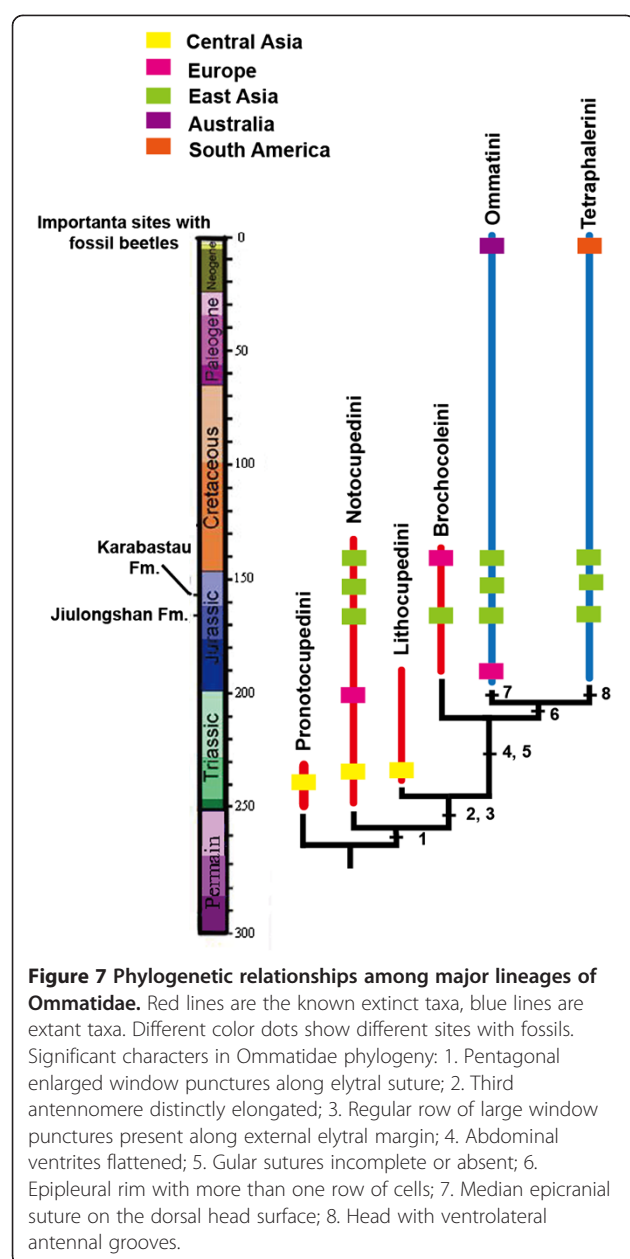 Central Asia
Europe
East Asia
Australia
South America
Importanta sites with
fossil beetles
0
50
100
150
200
250
300
Neogene
Paleogene
Cretaceous
Jurassic
Triassic
Permain
Karabastau
Fm.
Jiulongshan Fm.
Pronotocupedini
Notocupedini
Lithocupedini
Brochocoleini
Ommatini
Tetraphalerini
7
8
6
4, 5
2, 3
1
Figure 7 Phylogenetic relationships among major lineages of
Ommatidae. Red lines are the known extinct taxa, blue lines are
extant taxa. Different color dots show different sites with fossils.
Significant characters in Ommatidae phylogeny: 1. Pentagonal
enlarged window punctures along elytral suture; 2. Third
antennomere distinctly elongated; 3. Regular row of large window
punctures present along external elytral margin; 4. Abdominal
ventrites flattened; 5. Gular sutures incomplete or absent; 6.
Epipleural rim with more than one row of cells; 7. Median epicranial
suture on the dorsal head surface; 8. Head with ventrolateral
antennal grooves.